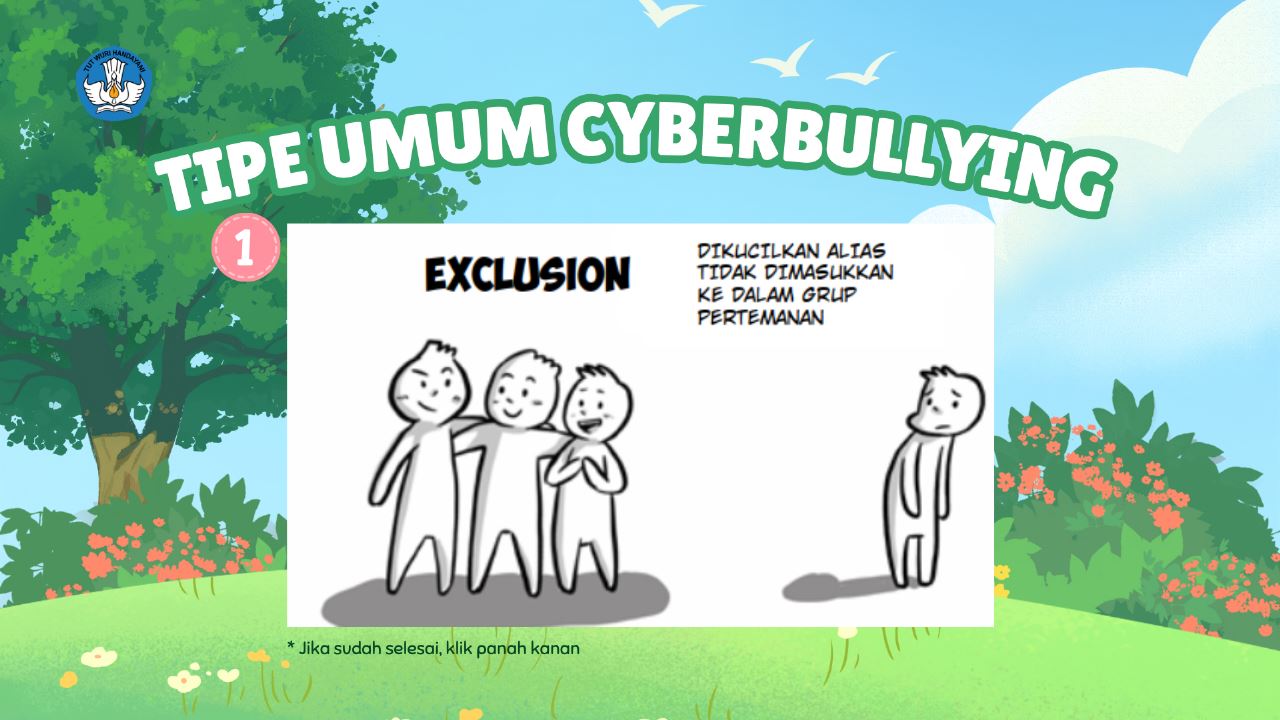 TUT WURI HANDAYANI
TIPE UMUM CYBERBULLYING
1
EXCLUSION
DIKUCILKAN ALIAS
TIDAK DIMASUKKAN
KE DALAM GRUP
PERTEMANAN
* Jika sudah selesai, klik panah kanan